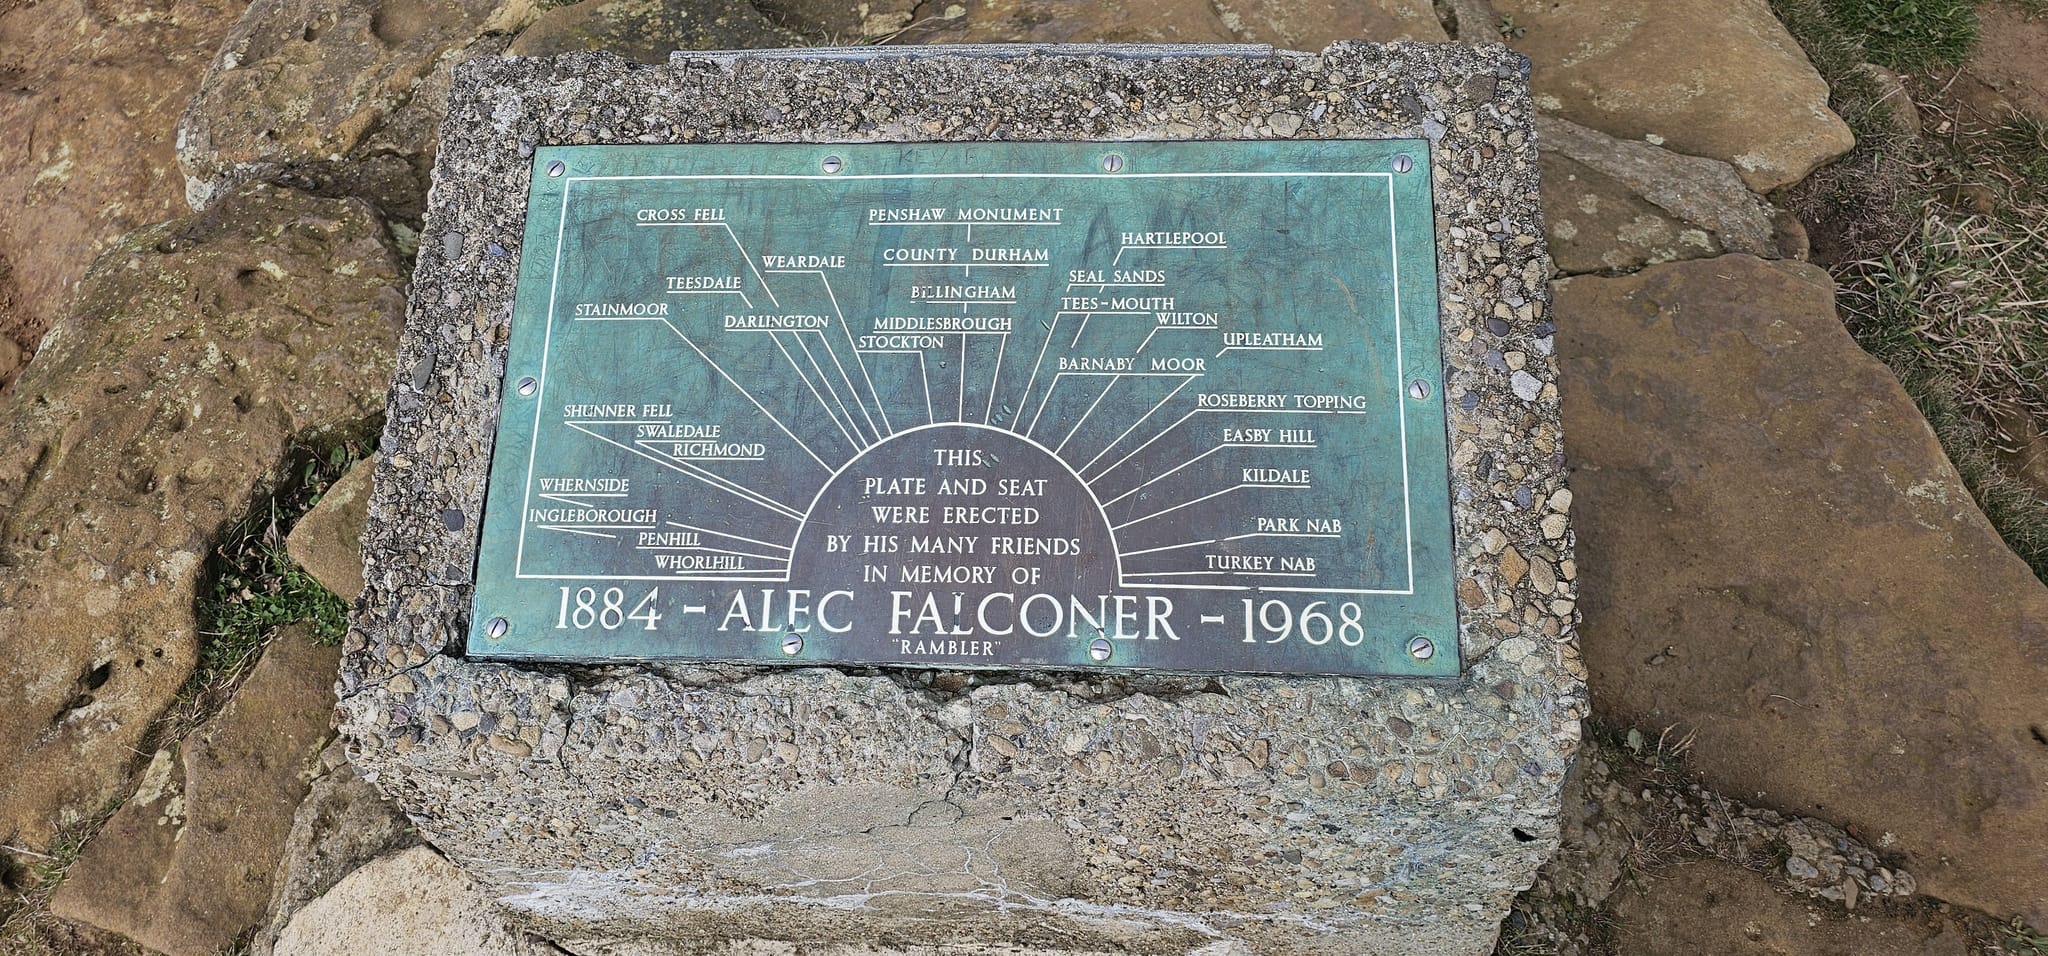 CROSS FELL
PENSHAW MONUMENT
HARTLEPOOL
COUNTY DURHAM
WEARDALE
SEAL SANDS
TEESDALE
BILLINGHAM
TEES-MOUTH
STAINMOOR
DARLINGTON
MIDDLESBROUGH
WILTON
STOCKTON
UPLEATHAM
BARNABY MOOR
ROSEBERRY TOPPING
SHUNNER FELL
SWALEDALE
EASBY HILL
RICHMOND
KILDALE
WHERNSIDE
INGLEBOROUGH
PARK NAB
PENHILL
WHORLHILL
TURKEY NAB
THIS
PLATE AND SEAT
WERE ERECTED
BY HIS MANY FRIENDS
IN MEMORY OF
1884 - ALEC FALCONER - 1968
"RAMBLER"